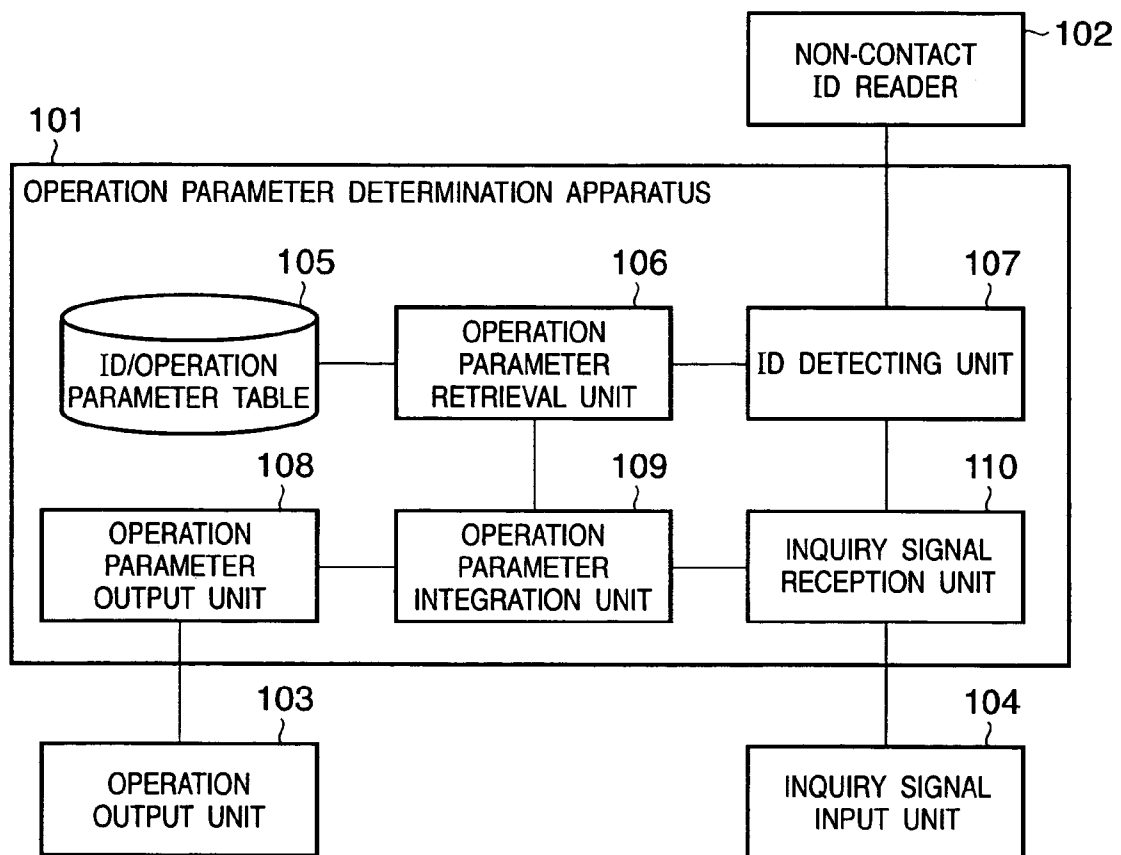 102
NON-CONTACT
ID READER
101
OPERATION PARAMETER DETERMINATION APPARATUS
105
ID/OPERATION
PARAMETER TABLE
106
OPERATION
PARAMETER
RETRIEVAL UNIT
107
ID DETECTING UNIT
108
OPERATION
PARAMETER
OUTPUT UNIT
109
OPERATION
PARAMETER
INTEGRATION UNIT
110
INQUIRY SIGNAL
RECEPTION UNIT
103
OPERATION
OUTPUT UNIT
104
INQUIRY SIGNAL
INPUT UNIT